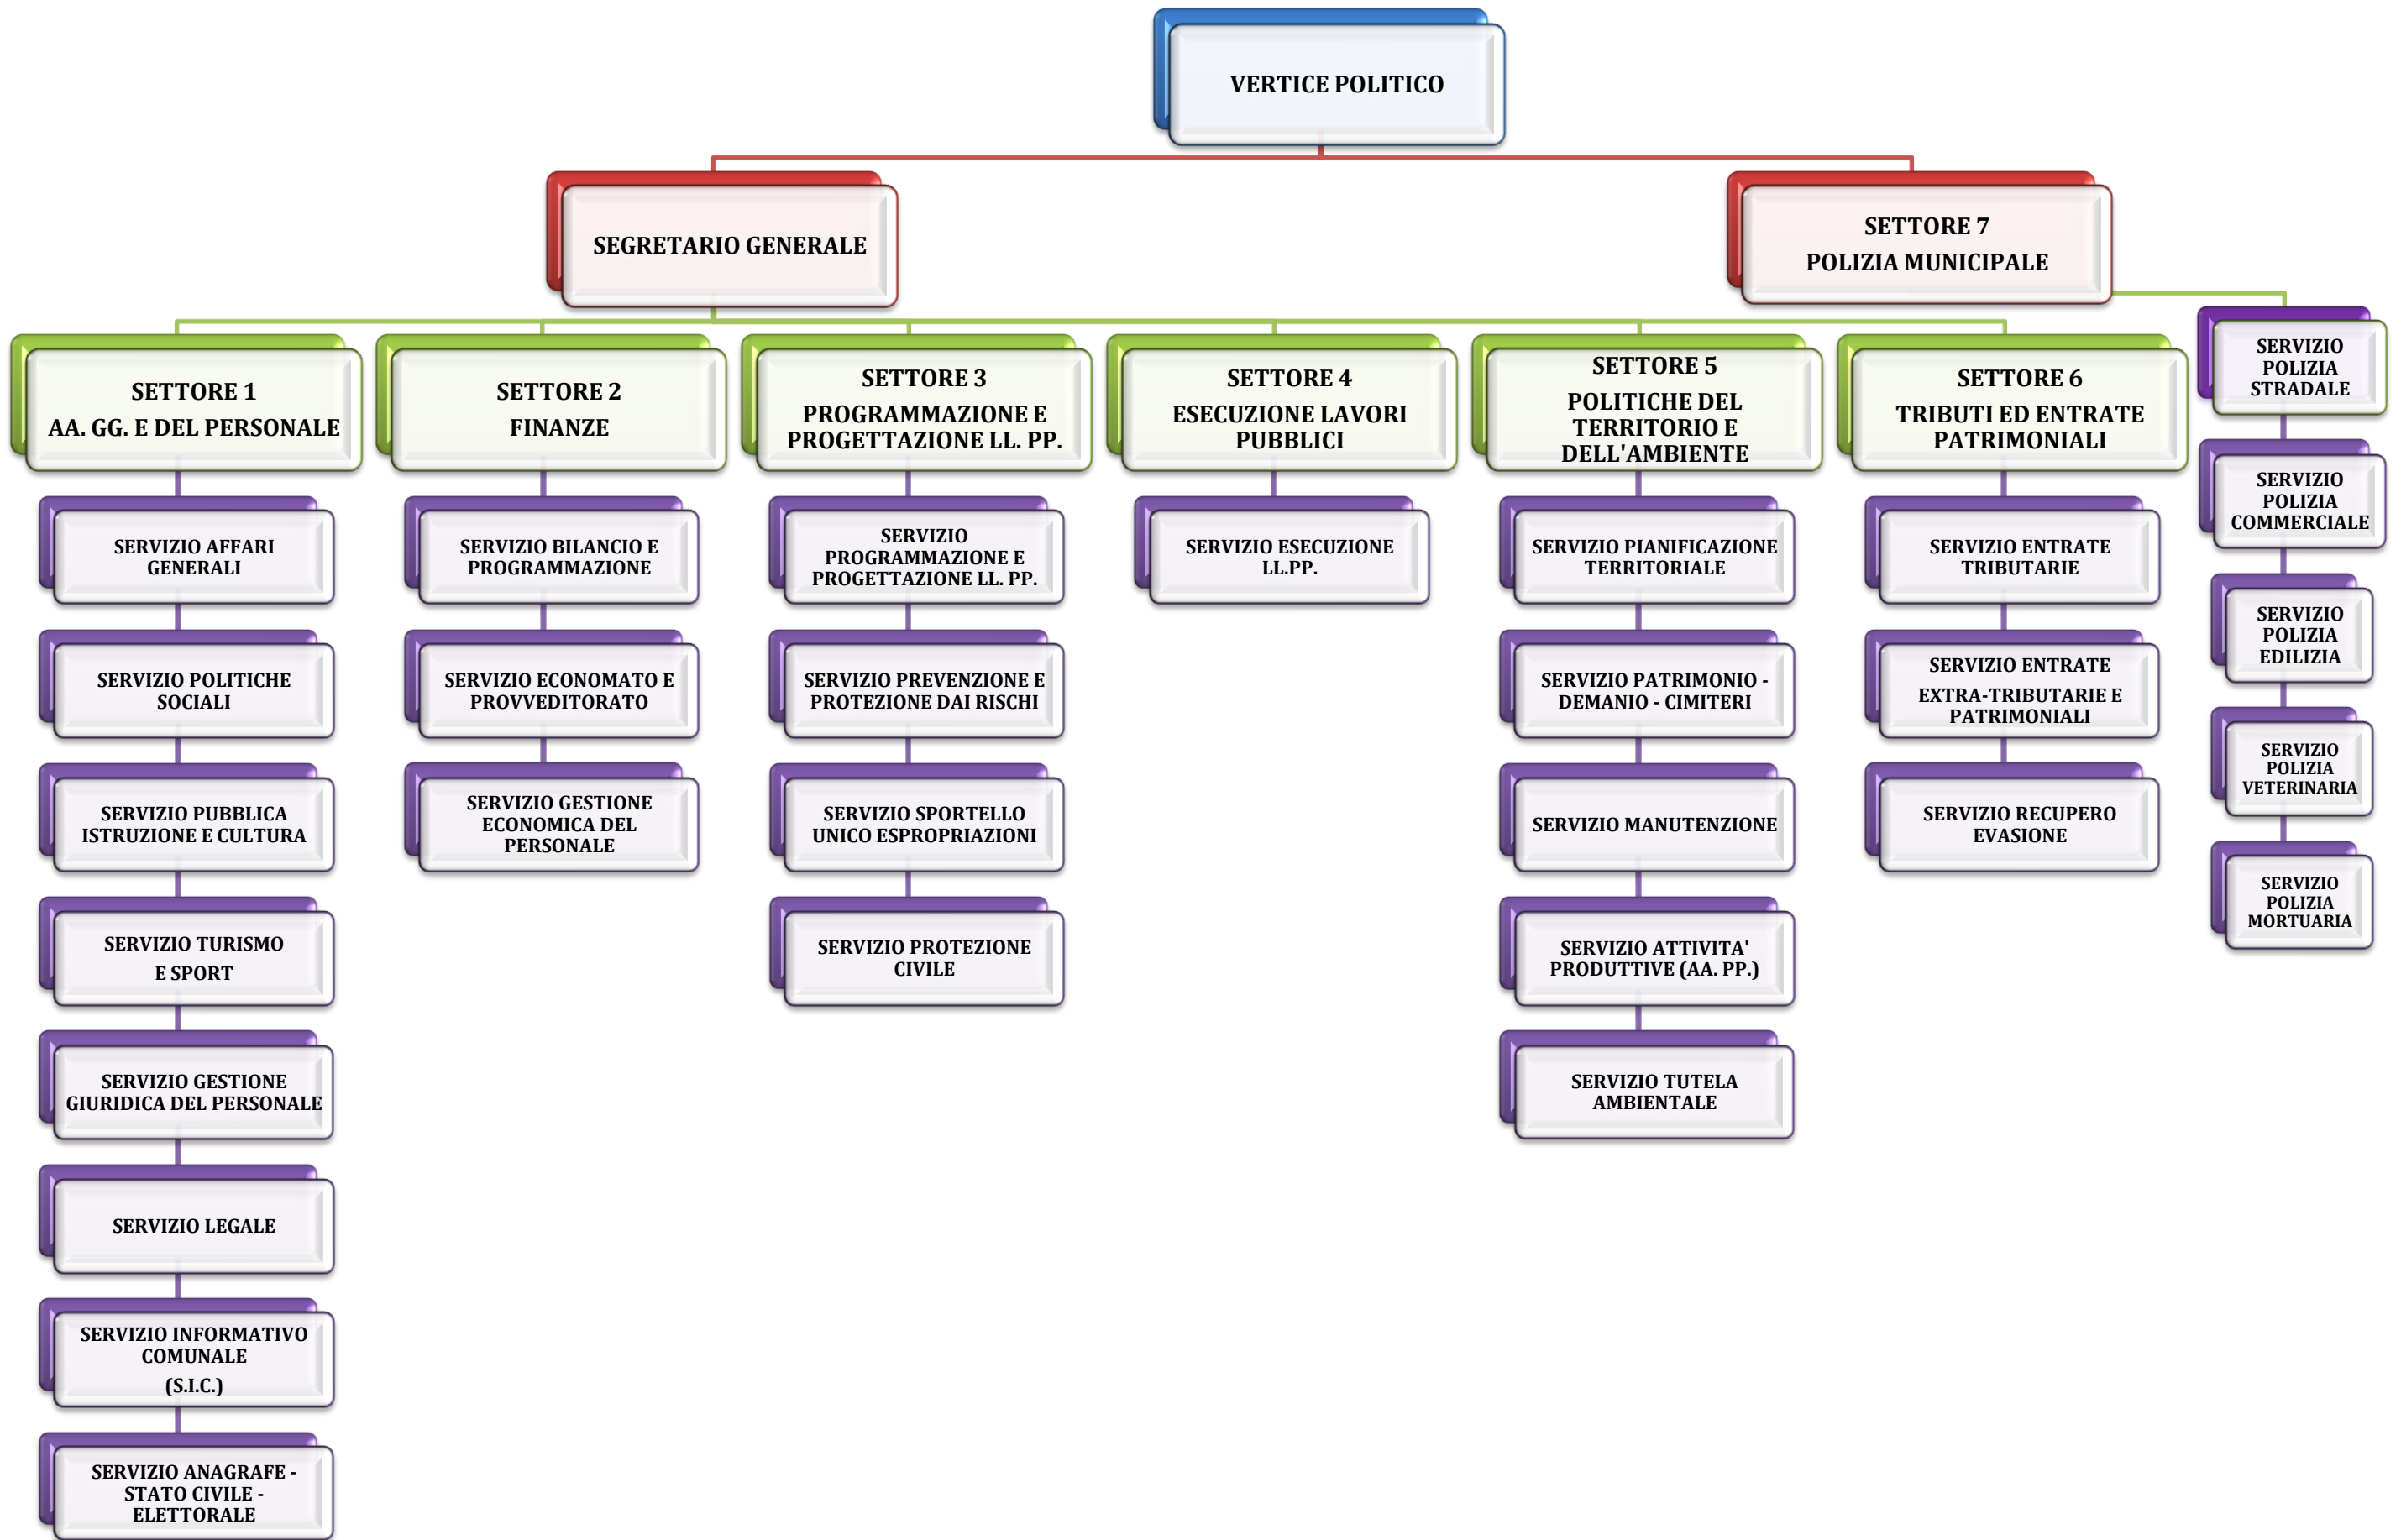 VERTICE POLITICO
SEGRETARIO GENERALE
SETTORE 7
POLIZIA MUNICIPALE
SETTORE 1
AA. GG. E DEL PERSONALE
SERVIZIO AFFARI
GENERALI
SERVIZIO POLITICHE
SOCIALI
SERVIZIO PUBBLICA
ISTRUZIONE E CULTURA
SERVIZIO TURISMO
E SPORT
SERVIZIO GESTIONE
GIURIDICA DEL PERSONALE
SERVIZIO LEGALE
SERVIZIO INFORMATIVO
COMUNALE
(S.I.C.)
SERVIZIO ANAGRAFE -
STATO CIVILE -
ELETTORALE
SETTORE 2
FINANZE
SERVIZIO BILANCIO E
PROGRAMMAZIONE
SERVIZIO ECONOMATO E
PROVVEDITORATO
SERVIZIO GESTIONE
ECONOMICA DEL
PERSONALE
SETTORE 3
PROGRAMMAZIONE E
PROGETTAZIONE LL. PP.
SERVIZIO
PROGRAMMAZIONE E
PROGETTAZIONE LL. PP.
SERVIZIO PREVENZIONE E
PROTEZIONE DAI RISCHI
SERVIZIO SPORTELLO
UNICO ESPROPRIAZIONI
SERVIZIO PROTEZIONE
CIVILE
SETTORE 4
ESECUZIONE LAVORI
PUBBLICI
SERVIZIO ESECUZIONE
LL.PP.
SETTORE 5
POLITICHE DEL
TERRITORIO E
DELL'AMBIENTE
SERVIZIO PIANIFICAZIONE
TERRITORIALE
SERVIZIO PATRIMONIO -
DEMANIO - CIMITERI
SERVIZIO MANUTENZIONE
SERVIZIO ATTIVITA'
PRODUTTIVE (AA. PP.)
SERVIZIO TUTELA
AMBIENTALE
SETTORE 6
TRIBUTI ED ENTRATE
PATRIMONIALI
SERVIZIO ENTRATE
TRIBUTARIE
SERVIZIO ENTRATE
EXTRA-TRIBUTARIE E
PATRIMONIALI
SERVIZIO RECUPERO
EVASIONE
SERVIZIO
POLIZIA
STRADALE
SERVIZIO
POLIZIA
COMMERCIALE
SERVIZIO
POLIZIA
EDILIZIA
SERVIZIO
POLIZIA
VETERINARIA
SERVIZIO
POLIZIA
MORTUARIA